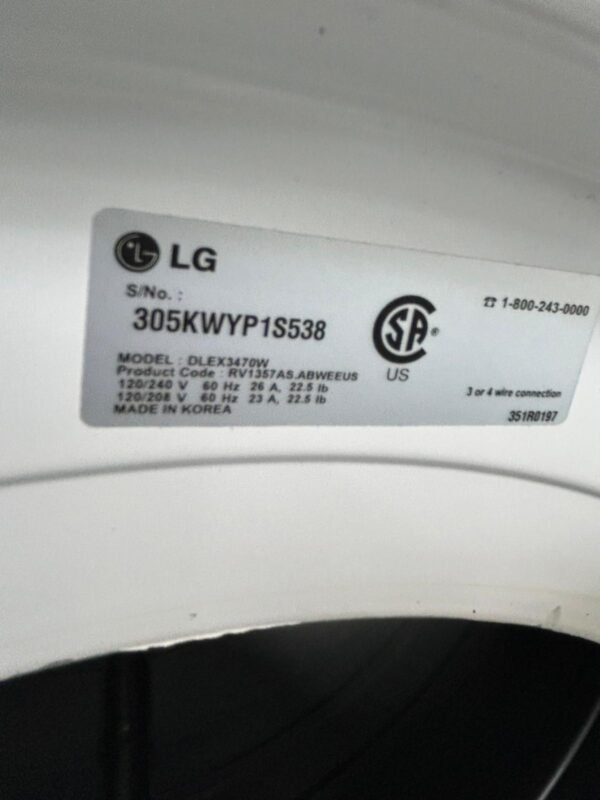 LG
S/No. :
305KWYP1S538
MODEL : DLEX3470W
Product Code : RV1357AS.ABWEEUS
120/240 V 60 Hz 26 A, 22.5 lb
120/208 V 60 Hz 23 A, 22.5 lb
MADE IN KOREA
SA ®
US
☎ 1-800-243-0000
3 or 4 wire connection
351R0197